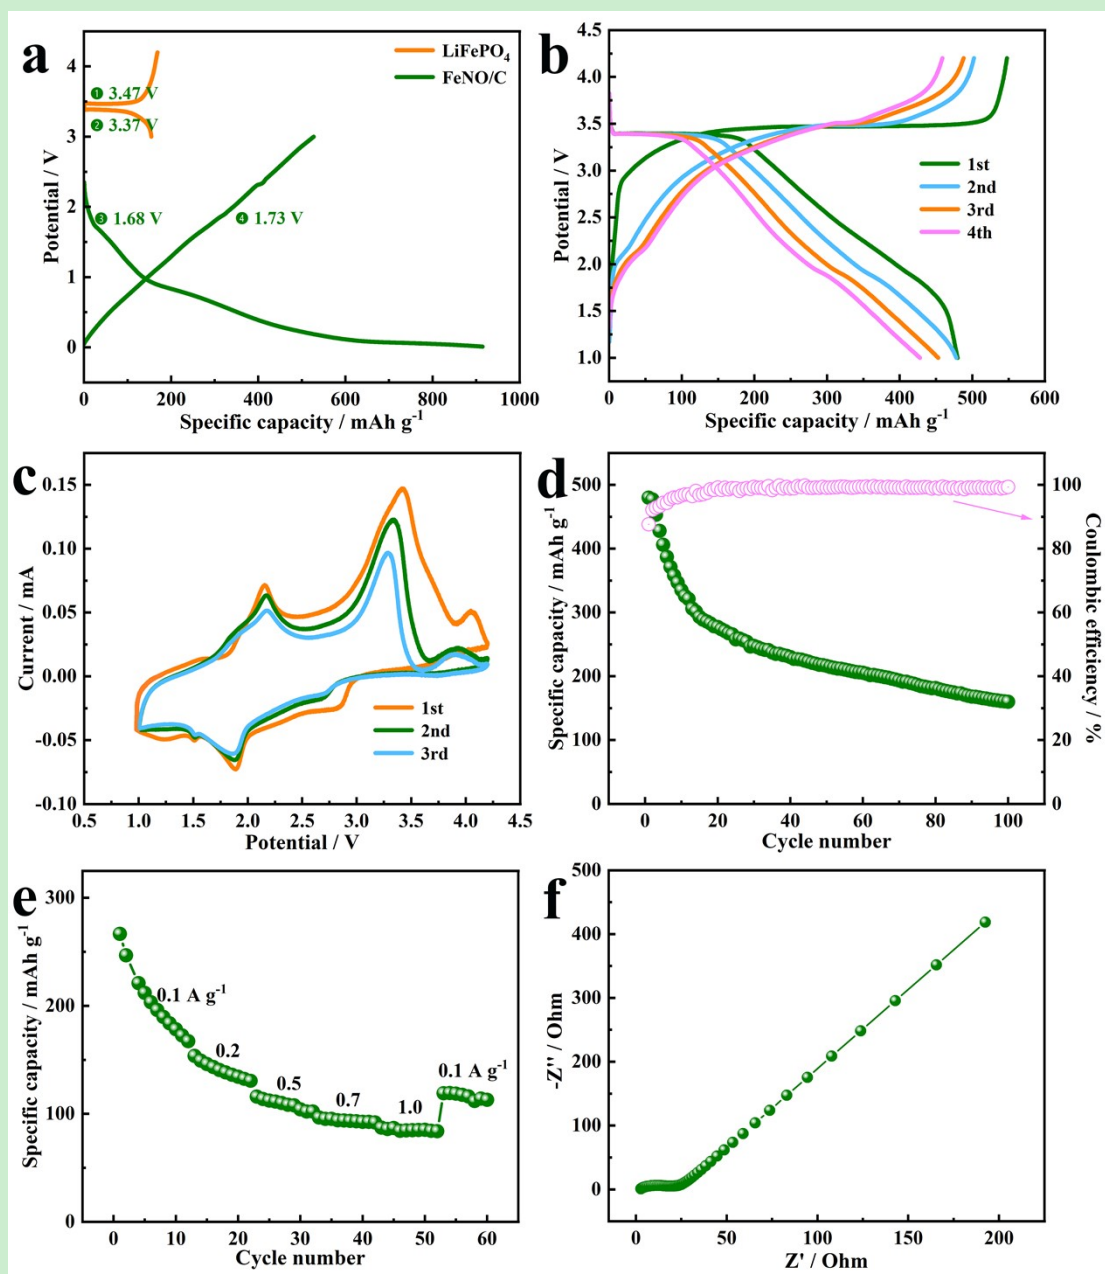 a
LiFePO4
FeNO/C
❶ 3.47 V
❷ 3.37 V
❸ 1.68 V
❹ 1.73 V
4
3
2
1
0
Potential / V
0 200 400 600 800 1000
Specific capacity / mAh g-1
b
4.5
4.0
3.5
3.0
2.5
2.0
1.5
1.0
Potential / V
1st
2nd
3rd
4th
0 100 200 300 400 500 600
Specific capacity / mAh g-1
c
0.15
0.10
0.05
0.00
-0.05
-0.10
Current / mA
1st
2nd
3rd
0.5 1.0 1.5 2.0 2.5 3.0 3.5 4.0 4.5
Potential / V
d
500
400
300
200
100
0
Specific capacity / mAh g-1
100
80
60
40
20
0
Coulombic efficiency / %
0 20 40 60 80 100
Cycle number
e
300
200
100
0
Specific capacity / mAh g-1
0.1 A g-1
0.2
0.5
0.7
1.0
0.1 A g-1
0 10 20 30 40 50 60
Cycle number
f
500
400
300
200
100
0
-Z'' / Ohm
0 50 100 150 200
Z' / Ohm